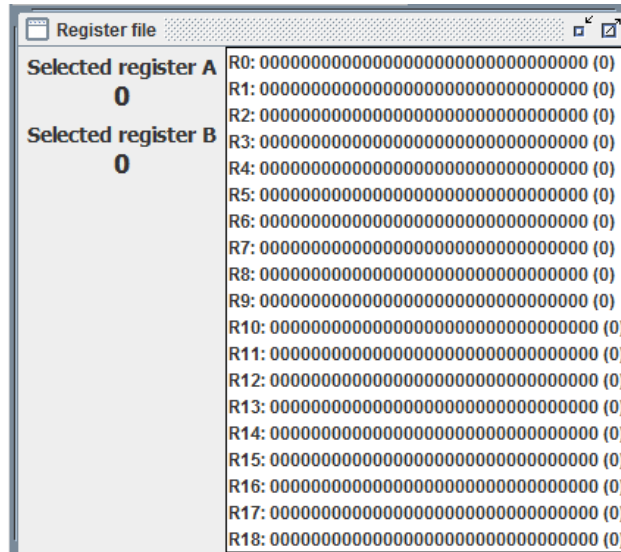 Register file
Selected register A
0
Selected register B
0
R0: 00000000000000000000000000000000 (0)
R1: 00000000000000000000000000000000 (0)
R2: 00000000000000000000000000000000 (0)
R3: 00000000000000000000000000000000 (0)
R4: 00000000000000000000000000000000 (0)
R5: 00000000000000000000000000000000 (0)
R6: 00000000000000000000000000000000 (0)
R7: 00000000000000000000000000000000 (0)
R8: 00000000000000000000000000000000 (0)
R9: 00000000000000000000000000000000 (0)
R10: 00000000000000000000000000000000 (0)
R11: 00000000000000000000000000000000 (0)
R12: 00000000000000000000000000000000 (0)
R13: 00000000000000000000000000000000 (0)
R14: 00000000000000000000000000000000 (0)
R15: 00000000000000000000000000000000 (0)
R16: 00000000000000000000000000000000 (0)
R17: 00000000000000000000000000000000 (0)
R18: 00000000000000000000000000000000 (0)